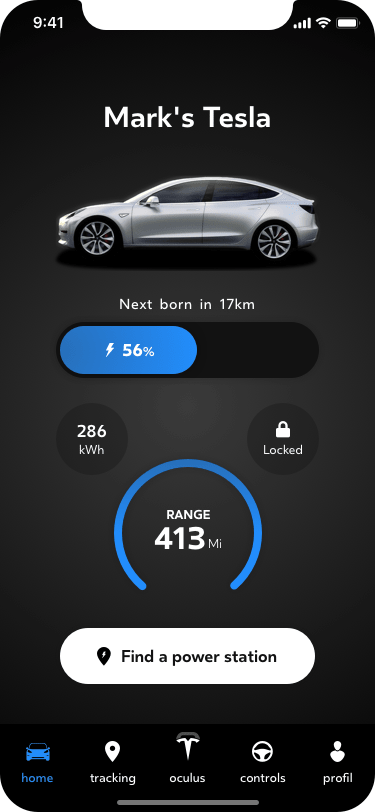 9:41
Mark's Tesla
Next born in 17km
56%
286
kWh
Locked
RANGE
413 Mi
Find a power station
home
tracking
oculus
controls
profil